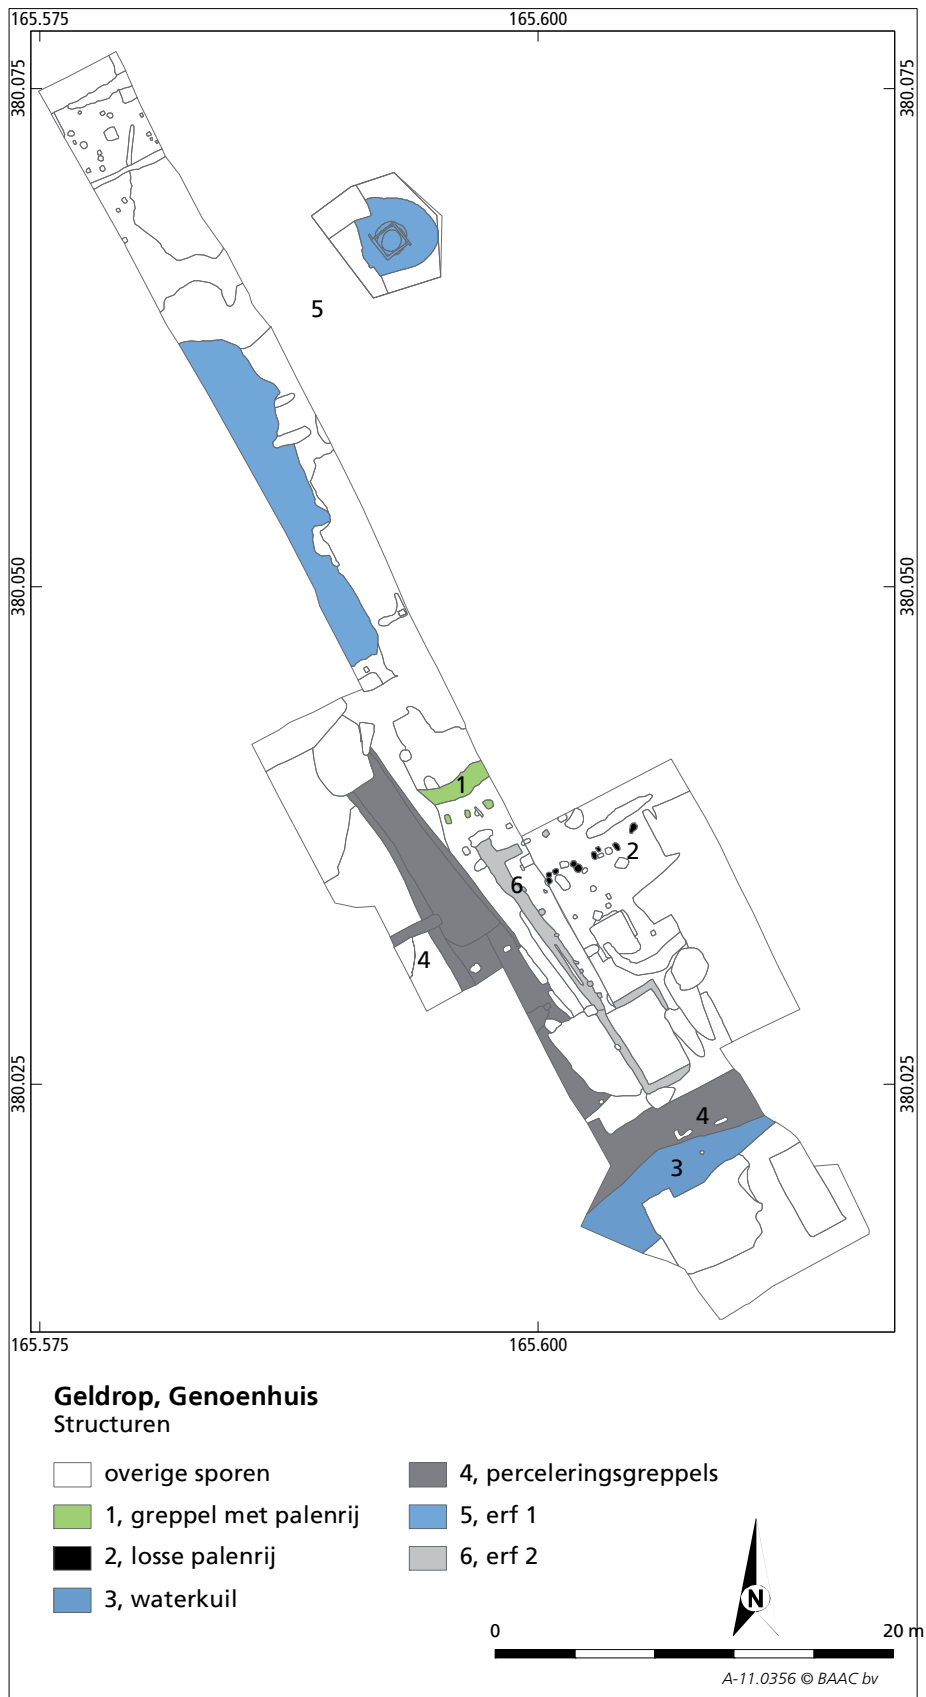 165.575
165.600
380.075
380.075
5
380.050
380.050
1
2
6
4
380.025
380.025
4
3
165.575
165.600
Geldrop, Genoenhuis
Structuren
overige sporen
1, greppel met palenrij
2, losse palenrij
3, waterkuil
4, perceleringsgreppels
5, erf 1
6, erf 2
N
0
20 m
A-11.0356 © BAAC bv